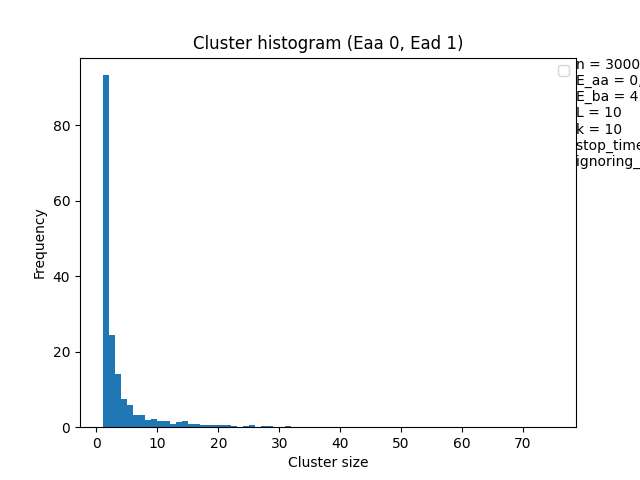 Cluster histogram (Eaa 0, Ead 1)
n = 3000
E_aa = 0,
E_ba = 4
L = 10
k = 10
stop_time
ignoring_
80
60
40
20
0
Frequency
0 10 20 30 40 50 60 70
Cluster size